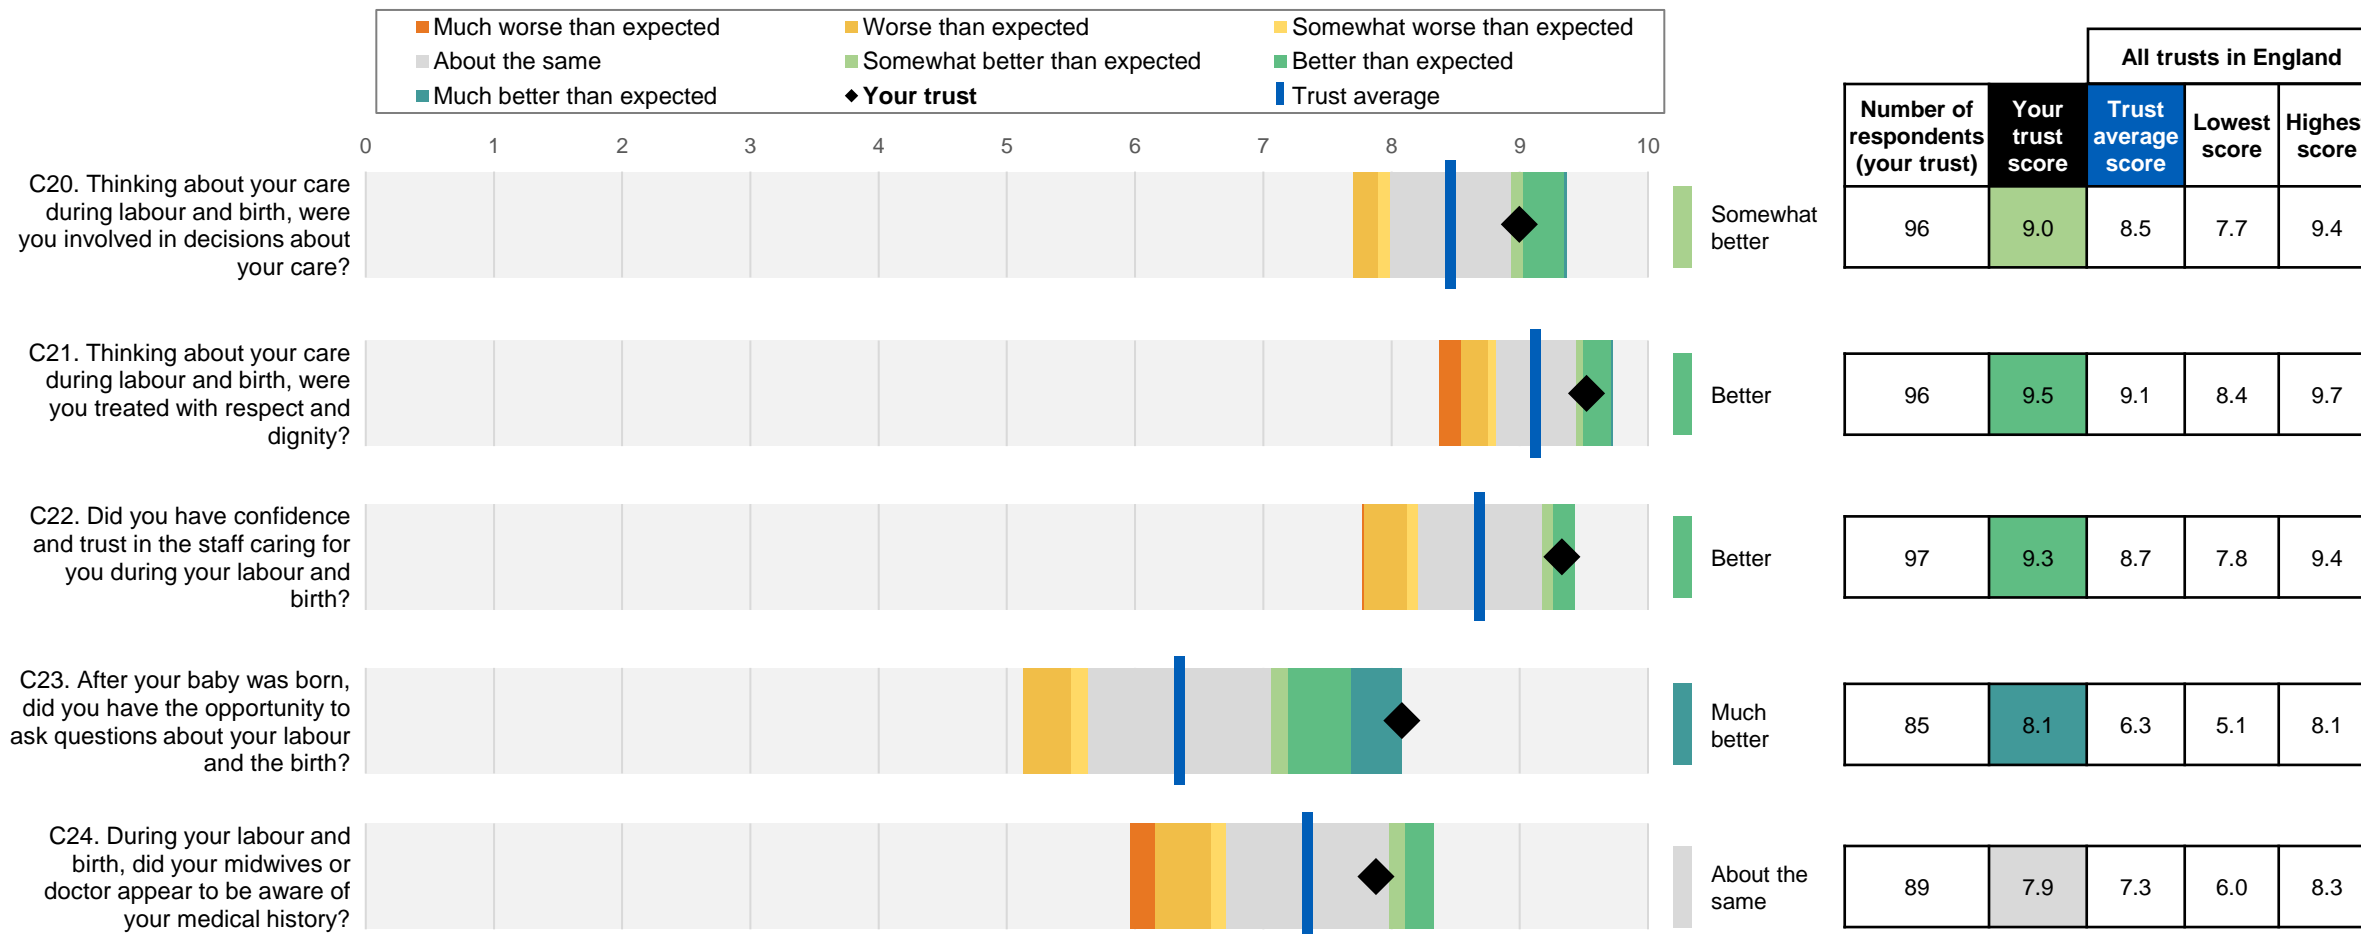 Much worse than expected
Worse than expected
Somewhat worse than expected
About the same
Somewhat better than expected
Better than expected
Much better than expected
Your trust
Trust average
All trusts in England
Number of
respondents
(your trust)
Your
trust
score
Trust
average
score
Lowest
score
Highest
score
0 1 2 3 4 5 6 7 8 9 10
C20. Thinking about your care
during labour and birth, were
you involved in decisions about
your care?
Somewhat
better
96 9.0 8.5 7.7 9.4
C21. Thinking about your care
during labour and birth, were
you treated with respect and
dignity?
Better
96 9.5 9.1 8.4 9.7
C22. Did you have confidence
and trust in the staff caring for
you during your labour and
birth?
Better
97 9.3 8.7 7.8 9.4
C23. After your baby was born,
did you have the opportunity to
ask questions about your labour
and the birth?
Much
better
85 8.1 6.3 5.1 8.1
C24. During your labour and
birth, did your midwives or
doctor appear to be aware of
your medical history?
About the
same
89 7.9 7.3 6.0 8.3